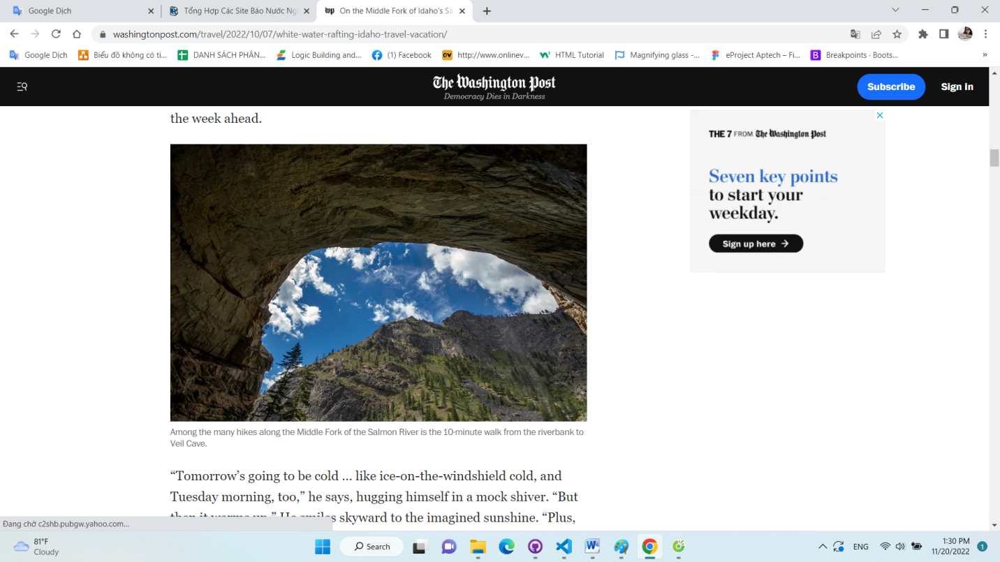 Google Dịch
Tổng Hợp Các Site Báo Nước Ng
On the Middle Fork of Idaho's Sa
washingtonpost.com/travel/2022/10/07/white-water-rafting-idaho-travel-vacation/
Google Dịch
Biểu đồ không có ti...
DANH SÁCH PHÂN...
Logic Building and...
(1) Facebook
http://www.onlinev...
HTML Tutorial
Magnifying glass -...
eProject Aptech – Fi...
Breakpoints · Boots...
The Washington Post
Democracy Dies in Darkness
Subscribe
Sign in
the week ahead.
THE 7 FROM The Washington Post
Seven key points
to start your
weekday.
Sign up here →
Among the many hikes along the Middle Fork of the Salmon River is the 10-minute walk from the riverbank to
Veil Cave.
“Tomorrow’s going to be cold ... like ice-on-the-windshield cold, and
Tuesday morning, too,” he says, hugging himself in a mock shiver. “But
then it warms up.” He smiles skyward to the imagined sunshine. “Plus,
Đang chờ c2shb.pubgw.yahoo.com...
81°F
Cloudy
Search
ENG
1:30 PM
11/20/2022
1